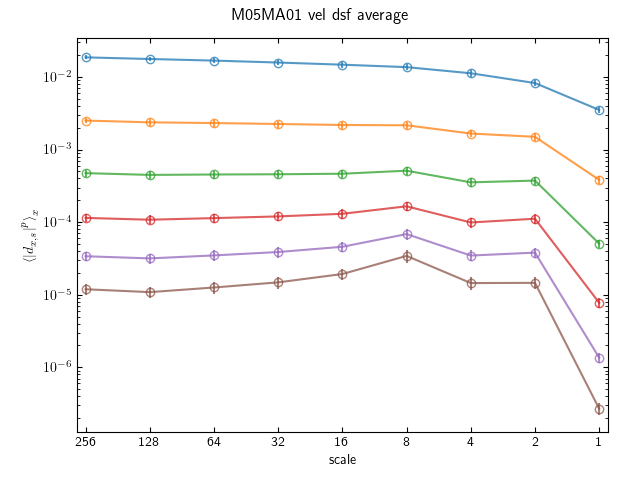 M05MA01 vel dsf average
10⁻²
10⁻³
10⁻⁴
10⁻⁵
10⁻⁶
⟨|d_{x,s}|^p⟩_x
256 128 64 32 16 8 4 2 1
scale